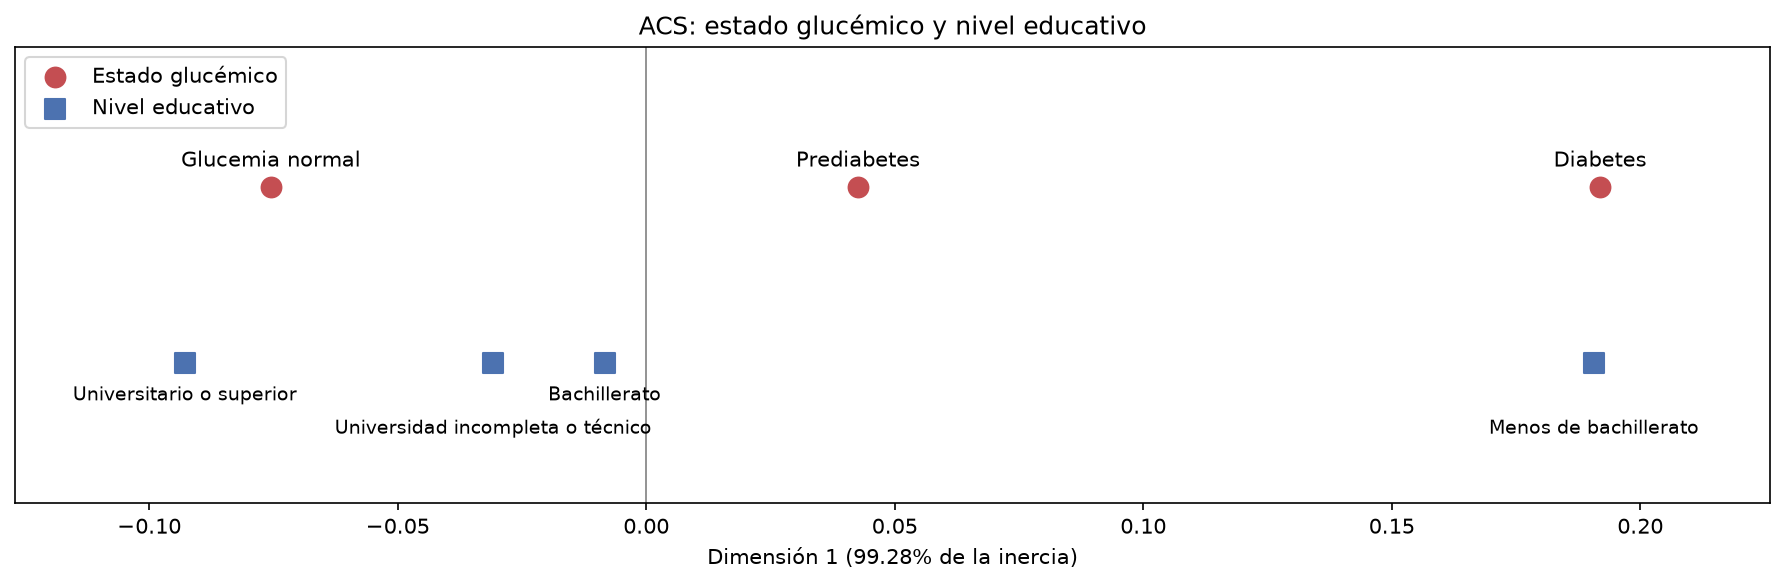 ACS: estado glucémico y nivel educativo
Estado glucémico
Nivel educativo
Glucemia normal
Prediabetes
Diabetes
Universitario o superior
Bachillerato
Universidad incompleta o técnico
Menos de bachillerato
−0.10
−0.05
0.00
0.05
0.10
0.15
0.20
Dimensión 1 (99.28% de la inercia)